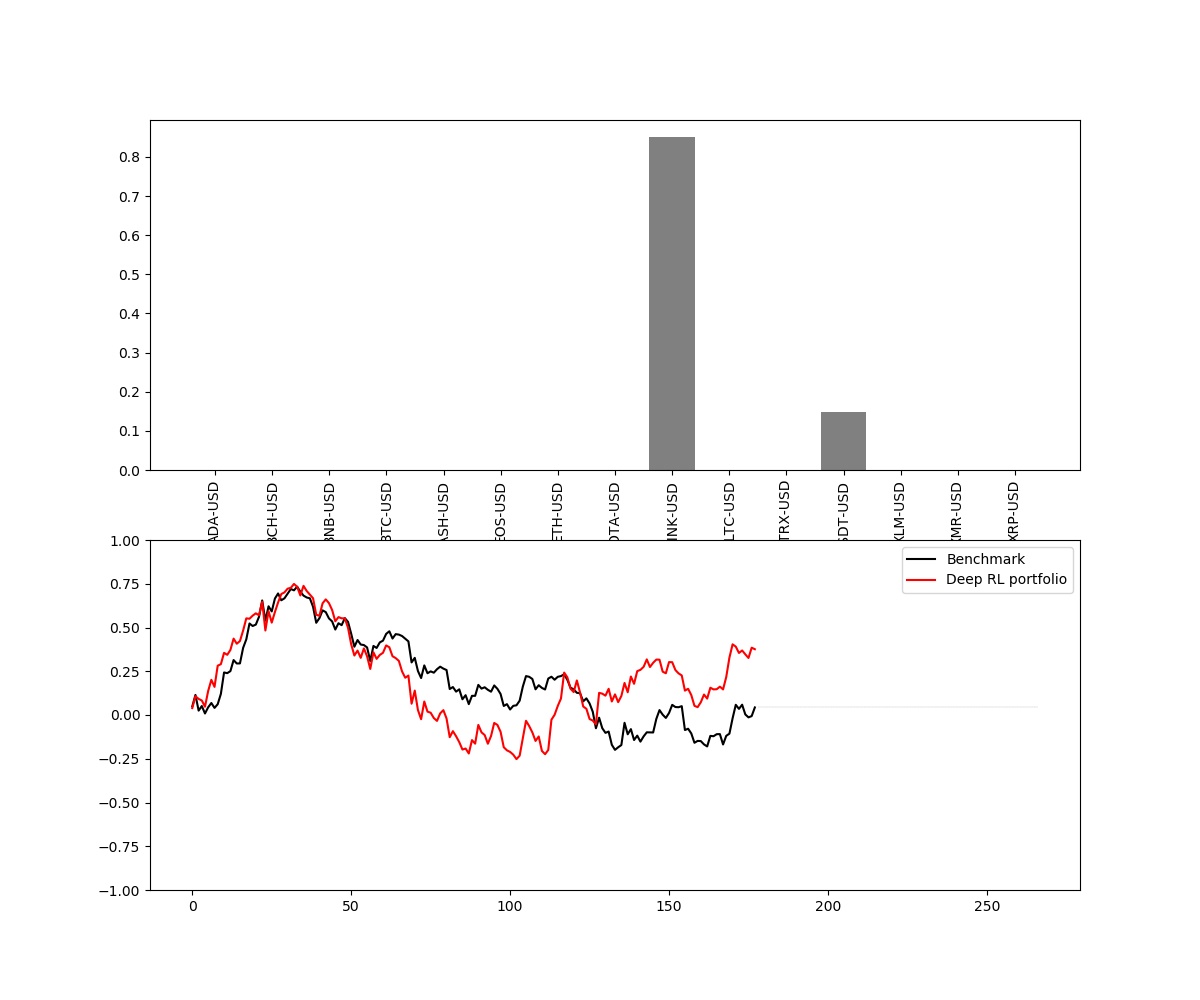 0.8
0.7
0.6
0.5
0.4
0.3
0.2
0.1
0.0
ADA-USD
BCH-USD
BNB-USD
BTC-USD
ASH-USD
EOS-USD
ETH-USD
OTA-USD
INK-USD
LTC-USD
TRX-USD
SDT-USD
XLM-USD
XMR-USD
XRP-USD
1.00
0.75
0.50
0.25
0.00
−0.25
−0.50
−0.75
−1.00
Benchmark
Deep RL portfolio
0
50
100
150
200
250